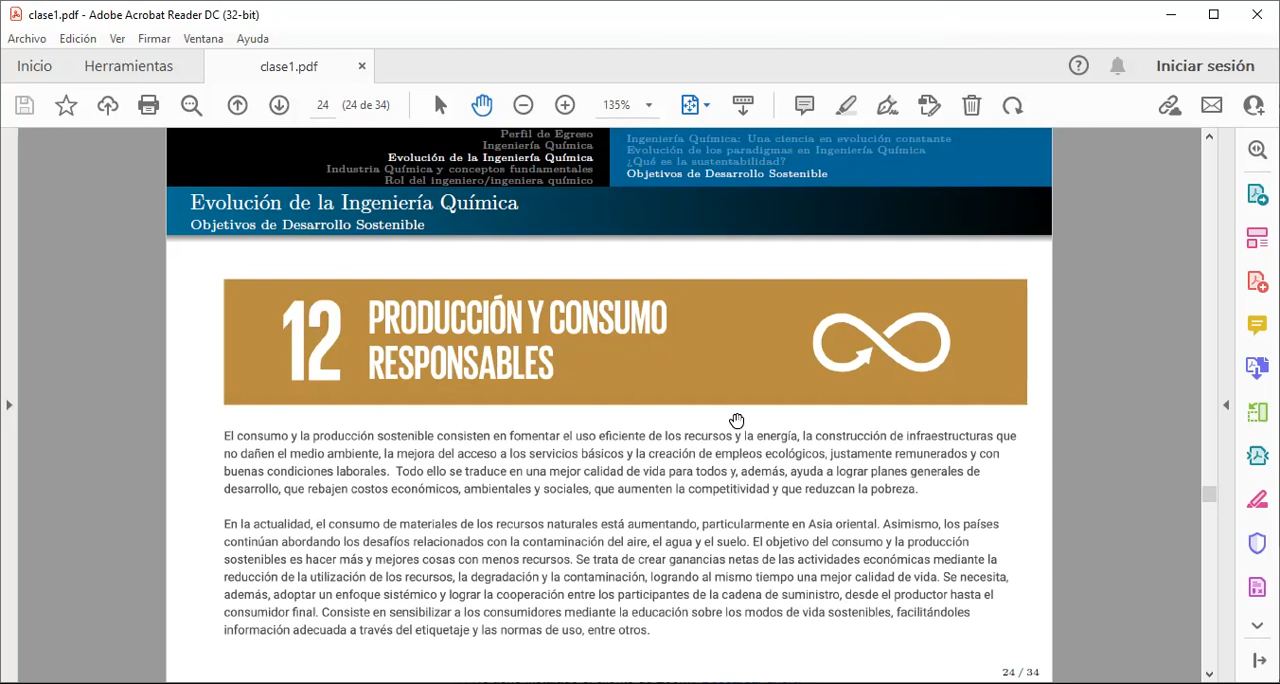 clase1.pdf - Adobe Acrobat Reader DC (32-bit)
Archivo Edición Ver Firmar Ventana Ayuda
Inicio Herramientas clase1.pdf × Iniciar sesión
24 (24 de 34) 135%
Perfil de Egreso
Ingeniería Química
Evolución de la Ingeniería Química
Industria Química y conceptos fundamentales
Rol del ingeniero/ingeniera químico
Ingeniería Química: Una ciencia en evolución constante
Evolución de los paradigmas en Ingeniería Química
¿Qué es la sustentabilidad?
Objetivos de Desarrollo Sostenible
Evolución de la Ingeniería Química
Objetivos de Desarrollo Sostenible
12 PRODUCCIÓN Y CONSUMO
RESPONSABLES
El consumo y la producción sostenible consisten en fomentar el uso eficiente de los recursos y la energía, la construcción de infraestructuras que
no dañen el medio ambiente, la mejora del acceso a los servicios básicos y la creación de empleos ecológicos, justamente remunerados y con
buenas condiciones laborales. Todo ello se traduce en una mejor calidad de vida para todos y, además, ayuda a lograr planes generales de
desarrollo, que rebajen costos económicos, ambientales y sociales, que aumenten la competitividad y que reduzcan la pobreza.
En la actualidad, el consumo de materiales de los recursos naturales está aumentando, particularmente en Asia oriental. Asimismo, los países
continúan abordando los desafíos relacionados con la contaminación del aire, el agua y el suelo. El objetivo del consumo y la producción
sostenibles es hacer más y mejores cosas con menos recursos. Se trata de crear ganancias netas de las actividades económicas mediante la
reducción de la utilización de los recursos, la degradación y la contaminación, logrando al mismo tiempo una mejor calidad de vida. Se necesita,
además, adoptar un enfoque sistémico y lograr la cooperación entre los participantes de la cadena de suministro, desde el productor hasta el
consumidor final. Consiste en sensibilizar a los consumidores mediante la educación sobre los modos de vida sostenibles, facilitándoles
información adecuada a través del etiquetaje y las normas de uso, entre otros.
24 / 34